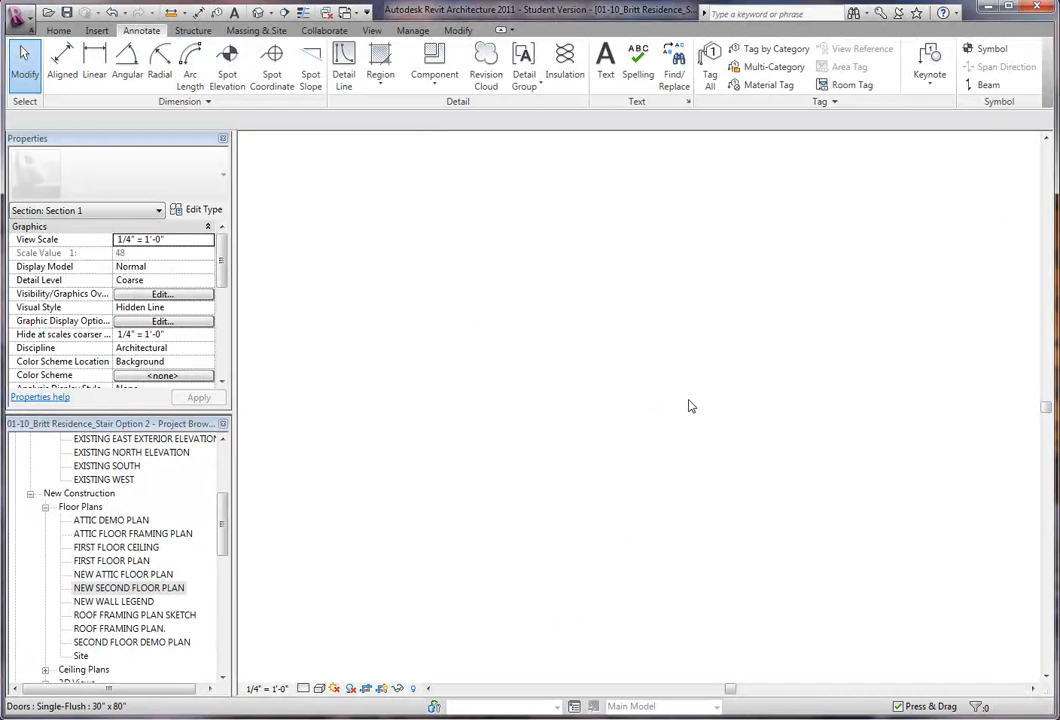 Autodesk Revit Architecture 2011 - Student Version - [01-10_Britt Residence_S...
Type a keyword or phrase
Home Insert Annotate Structure Massing & Site Collaborate View Manage Modify
Modify Aligned Linear Angular Radial Arc Length Spot Elevation Spot Coordinate Spot Slope Detail Line Region Component Revision Cloud Detail Group Insulation Text ABC Spelling Find/ Replace Tag All Tag by Category View Reference Keynote Symbol
Multi-Category Area Tag Span Direction
Material Tag Room Tag Beam
Select Dimension Detail Text Tag Symbol
Properties
Section: Section 1 Edit Type
Graphics
View Scale 1/4" = 1'-0"
Scale Value 1: 48
Display Model Normal
Detail Level Coarse
Visibility/Graphics Ov... Edit...
Visual Style Hidden Line
Graphic Display Optio... Edit...
Hide at scales coarser ... 1/4" = 1'-0"
Discipline Architectural
Color Scheme Location Background
Color Scheme <none>
Analysis Display Style None
Properties help Apply
01-10_Britt Residence_Stair Option 2 - Project Brow...
EXISTING EAST EXTERIOR ELEVATION
EXISTING NORTH ELEVATION
EXISTING SOUTH
EXISTING WEST
New Construction
Floor Plans
ATTIC DEMO PLAN
ATTIC FLOOR FRAMING PLAN
FIRST FLOOR CEILING
FIRST FLOOR PLAN
NEW ATTIC FLOOR PLAN
NEW SECOND FLOOR PLAN
NEW WALL LEGEND
ROOF FRAMING PLAN SKETCH
ROOF FRAMING PLAN.
SECOND FLOOR DEMO PLAN
Site
Ceiling Plans
3D Views
1/4" = 1'-0"
Doors : Single-Flush : 30" x 80" :0 Main Model Press & Drag :0